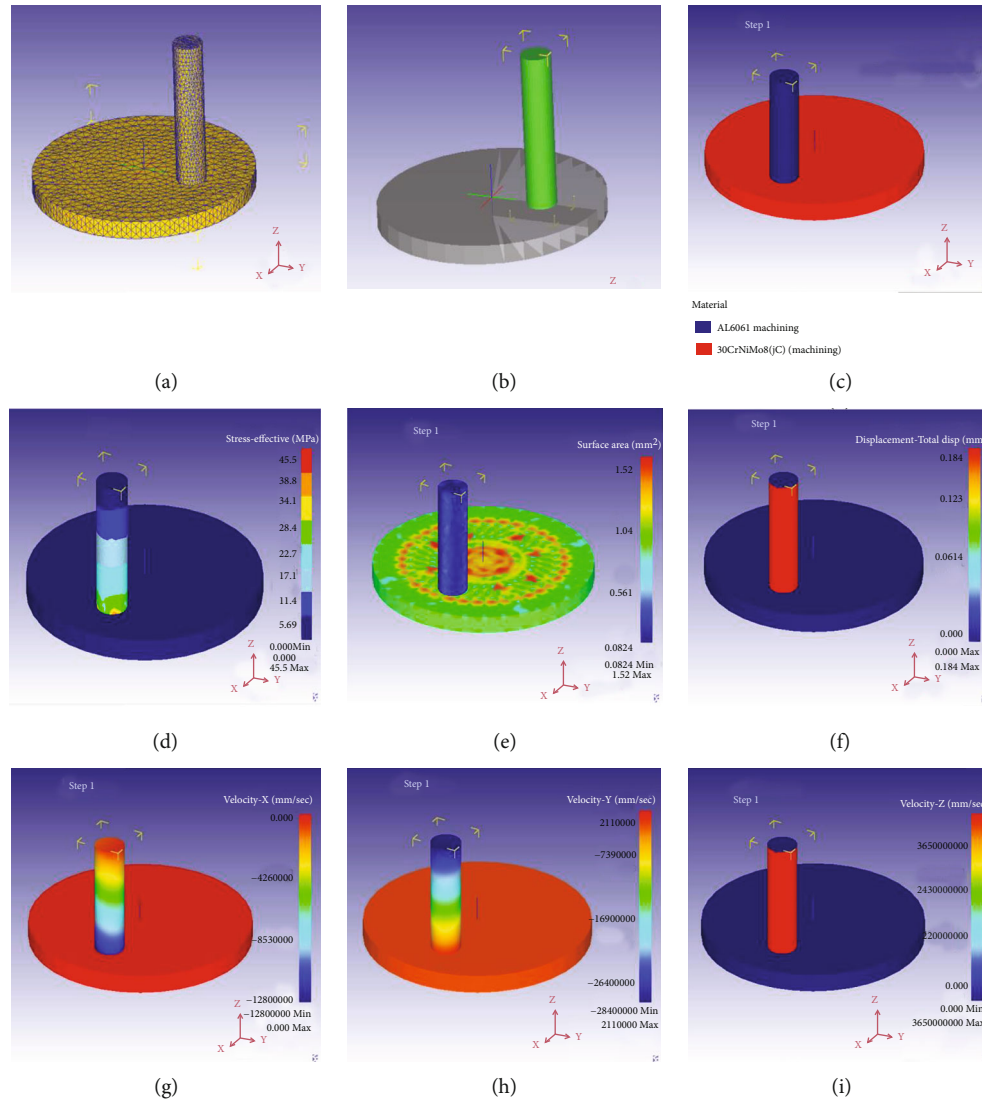 Z
X
Y
(a)
Z
(b)
Step 1
Z
X
Y
Material
AL6061 machining
30CrNiMo8(jC) (machining)
(c)
Stress-effective (MPa)
45.5
38.8
34.1
28.4
22.7
17.1
11.4
5.69
0.000Min
0.000
45.5 Max
Z
X
Y
(d)
Step 1
Surface area (mm²)
1.52
1.04
0.561
0.0824
0.0824 Min
1.52 Max
Z
X
Y
(e)
Step 1
Displacement-Total disp (mm
0.184
0.123
0.0614
0.000
0.000 Max
0.184 Max
Z
X
Y
(f)
Step 1
Velocity-X (mm/sec)
0.000
−4260000
−8530000
−12800000
−12800000 Min
0.000 Max
Z
X
Y
(g)
Step 1
Velocity-Y (mm/sec)
2110000
−7390000
−16900000
−26400000
−28400000 Min
2110000 Max
Z
X
Y
(h)
Step 1
Velocity-Z (mm/sec)
3650000000
2430000000
220000000
0.000
0.000 Min
3650000000 Max
Z
X
Y
(i)